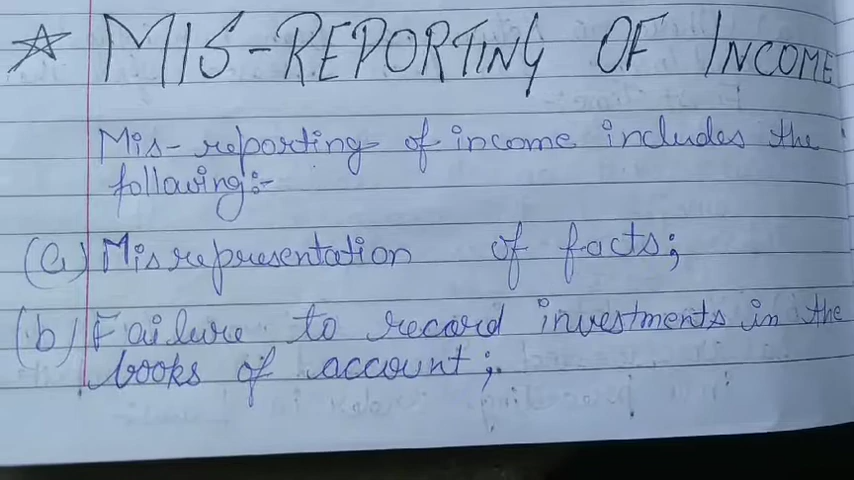 ☆ MIS-REPORTING OF INCOME
Mis-reporting of income includes the
following:-
(a) Misrepresentation of facts;
(b) Failure to record investments in the
books of account;